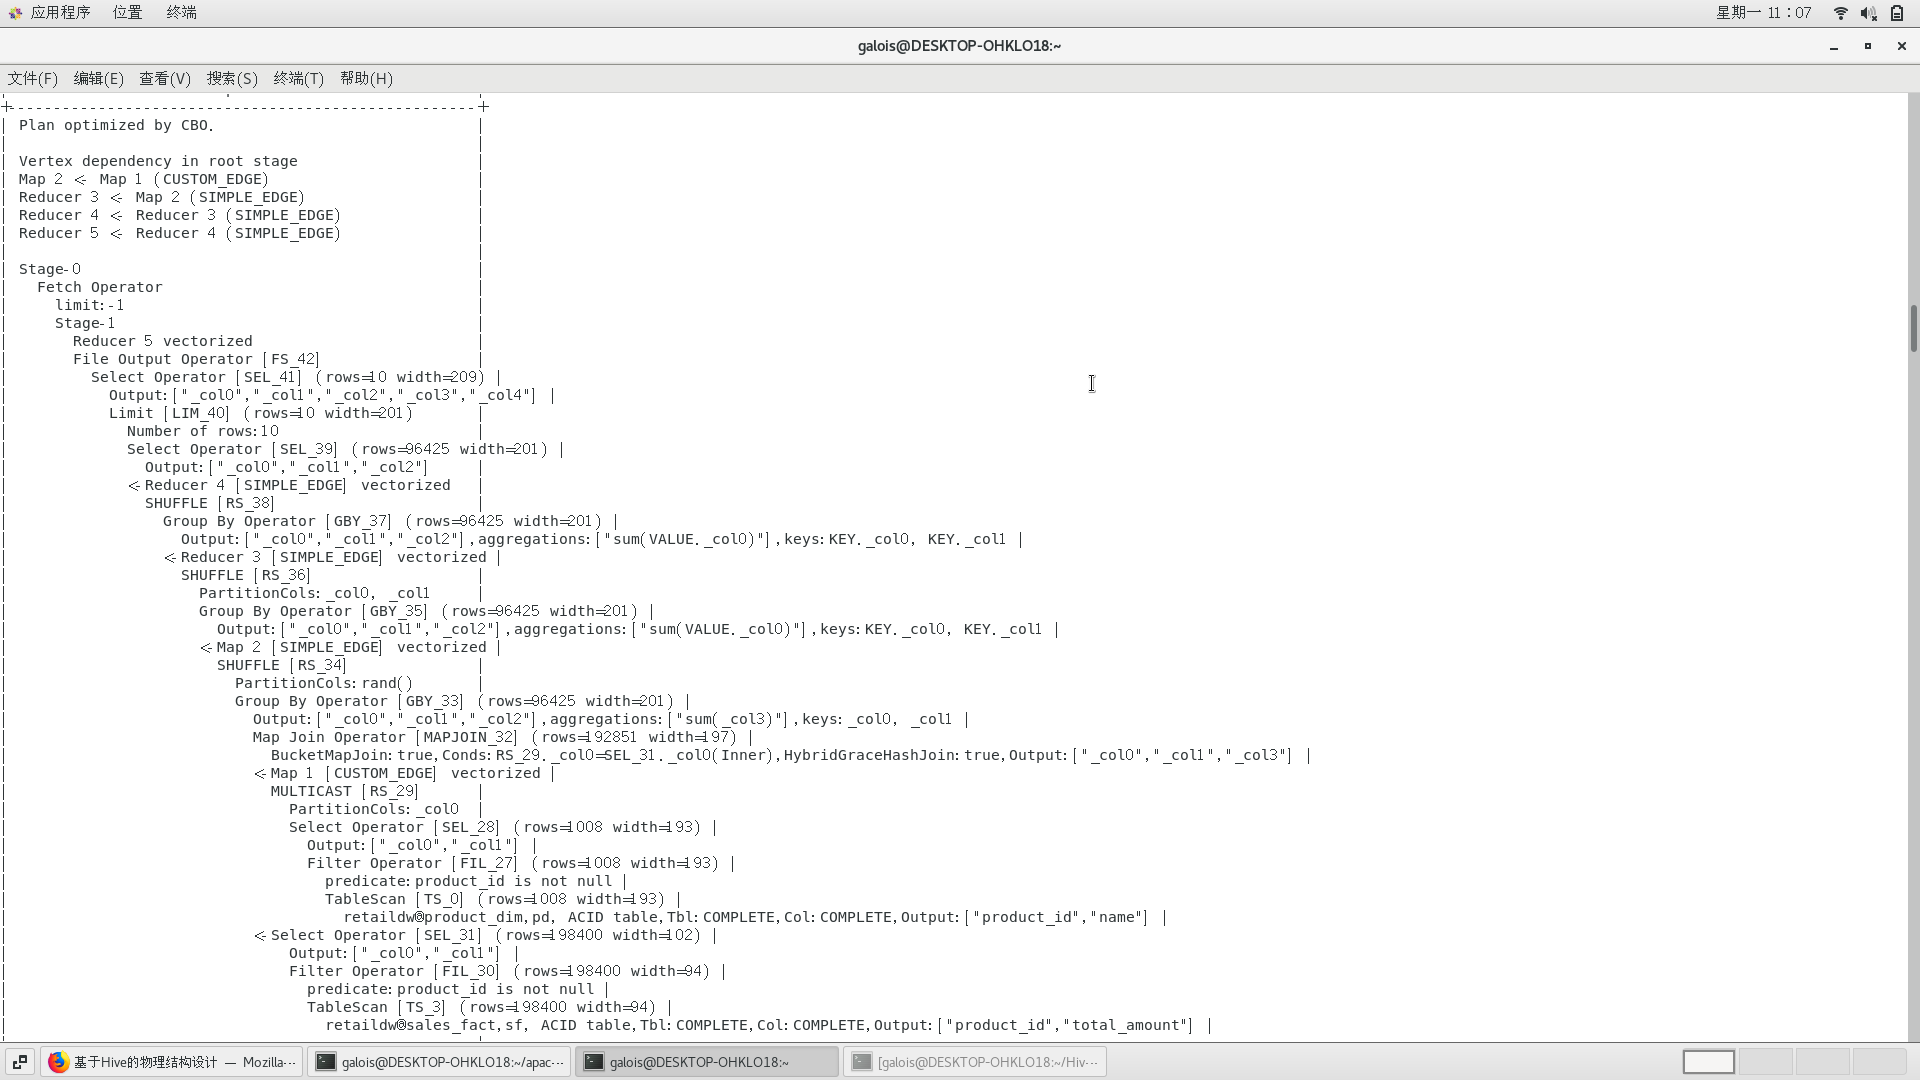 应用程序 位置 终端 星期一 11：07
galois@DESKTOP-OHKLO18:~
文件(F) 编辑(E) 查看(V) 搜索(S) 终端(T) 帮助(H)
+----------------------------------------------------+
| Plan optimized by CBO. |
| |
| Vertex dependency in root stage |
| Map 2 <- Map 1 (CUSTOM_EDGE) |
| Reducer 3 <- Map 2 (SIMPLE_EDGE) |
| Reducer 4 <- Reducer 3 (SIMPLE_EDGE) |
| Reducer 5 <- Reducer 4 (SIMPLE_EDGE) |
| |
| Stage-0 |
| Fetch Operator |
| limit:-1 |
| Stage-1 |
| Reducer 5 vectorized |
| File Output Operator [FS_42] |
| Select Operator [SEL_41] (rows=10 width=209) |
| Output:["_col0","_col1","_col2","_col3","_col4"] |
| Limit [LIM_40] (rows=10 width=201) |
| Number of rows:10 |
| Select Operator [SEL_39] (rows=96425 width=201) |
| Output:["_col0","_col1","_col2"] |
| <-Reducer 4 [SIMPLE_EDGE] vectorized |
| SHUFFLE [RS_38] |
| Group By Operator [GBY_37] (rows=96425 width=201) |
| Output:["_col0","_col1","_col2"],aggregations:["sum(VALUE._col0)"],keys:KEY._col0, KEY._col1 |
| <-Reducer 3 [SIMPLE_EDGE] vectorized |
| SHUFFLE [RS_36] |
| PartitionCols:_col0, _col1 |
| Group By Operator [GBY_35] (rows=96425 width=201) |
| Output:["_col0","_col1","_col2"],aggregations:["sum(VALUE._col0)"],keys:KEY._col0, KEY._col1 |
| <-Map 2 [SIMPLE_EDGE] vectorized |
| SHUFFLE [RS_34] |
| PartitionCols:rand() |
| Group By Operator [GBY_33] (rows=96425 width=201) |
| Output:["_col0","_col1","_col2"],aggregations:["sum(_col3)"],keys:_col0, _col1 |
| Map Join Operator [MAPJOIN_32] (rows=192851 width=197) |
| BucketMapJoin:true,Conds:RS_29._col0=SEL_31._col0(Inner),HybridGraceHashJoin:true,Output:["_col0","_col1","_col3"] |
| <-Map 1 [CUSTOM_EDGE] vectorized |
| MULTICAST [RS_29] |
| PartitionCols:_col0 |
| Select Operator [SEL_28] (rows=1008 width=193) |
| Output:["_col0","_col1"] |
| Filter Operator [FIL_27] (rows=1008 width=193) |
| predicate:product_id is not null |
| TableScan [TS_0] (rows=1008 width=193) |
| retaildw@product_dim,pd, ACID table,Tbl:COMPLETE,Col:COMPLETE,Output:["product_id","name"] |
| <-Select Operator [SEL_31] (rows=198400 width=102) |
| Output:["_col0","_col1"] |
| Filter Operator [FIL_30] (rows=198400 width=94) |
| predicate:product_id is not null |
| TableScan [TS_3] (rows=198400 width=94) |
| retaildw@sales_fact,sf, ACID table,Tbl:COMPLETE,Col:COMPLETE,Output:["product_id","total_amount"] |
基于Hive的物理结构设计 — Mozilla··· galois@DESKTOP-OHKLO18:~/apac··· galois@DESKTOP-OHKLO18:~ [galois@DESKTOP-OHKLO18:~/Hiv···